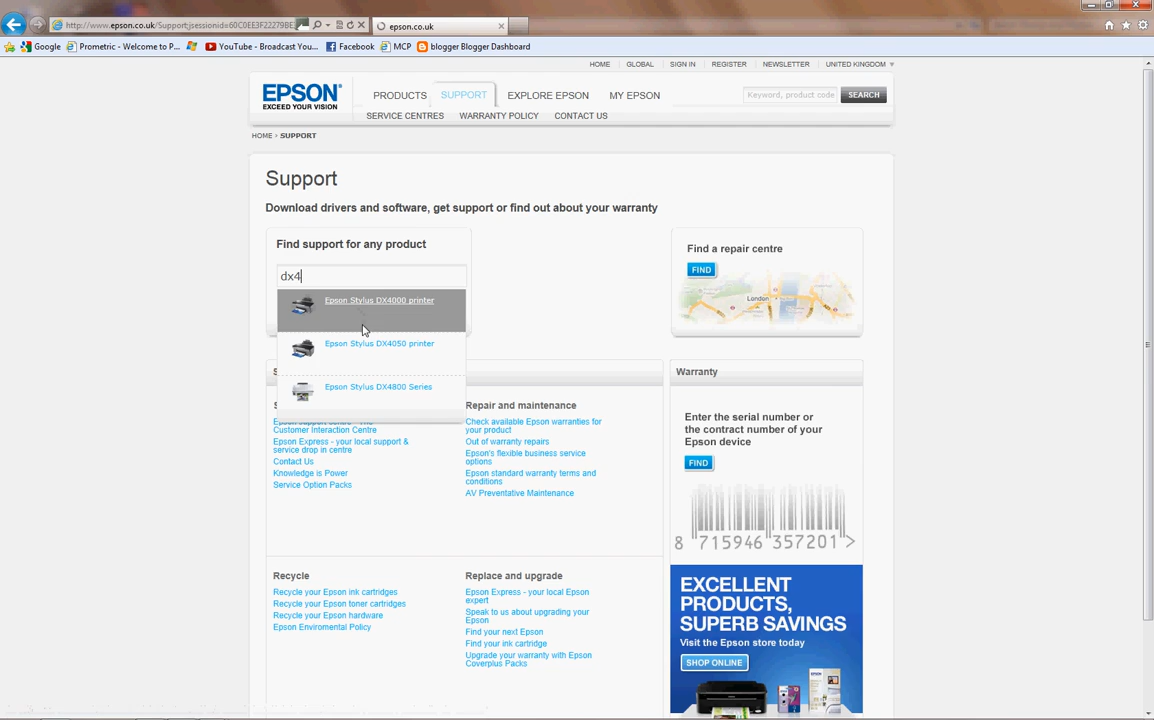 http://www.epson.co.uk/Support;jsessionid=60C0EE3F22279BE
epson.co.uk
Google
Prometric - Welcome to P...
YouTube - Broadcast You...
Facebook
MCP
blogger Blogger Dashboard
HOME
GLOBAL
SIGN IN
REGISTER
NEWSLETTER
UNITED KINGDOM
EPSON
EXCEED YOUR VISION
PRODUCTS
SUPPORT
EXPLORE EPSON
MY EPSON
Keyword, product code
SEARCH
SERVICE CENTRES
WARRANTY POLICY
CONTACT US
HOME > SUPPORT
Support
Download drivers and software, get support or find out about your warranty
Find support for any product
dx4
Epson Stylus DX4000 printer
Epson Stylus DX4050 printer
Epson Stylus DX4800 Series
Find a repair centre
FIND
London
S
S
Customer Interaction Centre
Epson Express - your local support &
service drop in centre
Contact Us
Knowledge is Power
Service Option Packs
Repair and maintenance
Check available Epson warranties for
your product
Out of warranty repairs
Epson's flexible business service
options
Epson standard warranty terms and
conditions
AV Preventative Maintenance
Warranty
Enter the serial number or
the contract number of your
Epson device
FIND
8 715946 357201 >
Recycle
Recycle your Epson ink cartridges
Recycle your Epson toner cartridges
Recycle your Epson hardware
Epson Enviromental Policy
Replace and upgrade
Epson Express - your local Epson
expert
Speak to us about upgrading your
Epson
Find your next Epson
Find your ink cartridge
Upgrade your warranty with Epson
Coverplus Packs
EXCELLENT
PRODUCTS,
SUPERB SAVINGS
Visit the Epson store today
SHOP ONLINE